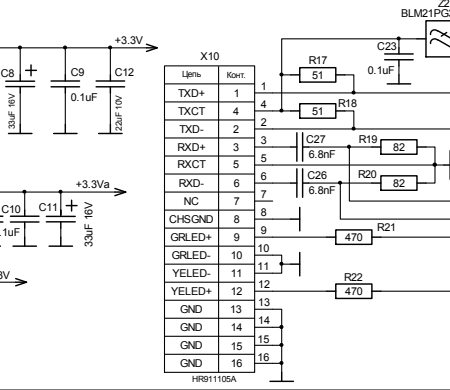 Z2
BLM21PG
+3.3V
C23
0.1uF
C8
+
33uF 16V
C9
0.1uF
C12
22uF 10V
X10
Цепь Конт.
TXD+ 1 1
TXCT 4 4
TXD- 2 2
RXD+ 3 3
RXCT 5 5
RXD- 6 6
NC 7 7
CHSGND 8 8
GRLED+ 9 9
GRLED- 10 10
YELED- 11 11
YELED+ 12 12
GND 13 13
GND 14 14
GND 15 15
GND 16 16
HR911105A
R17
51
R18
51
C27
6.8nF
R19
82
C26
6.8nF
R20
82
R21
470
R22
470
+3.3Va
C10
.1uF
C11
+
33uF 16V
3V